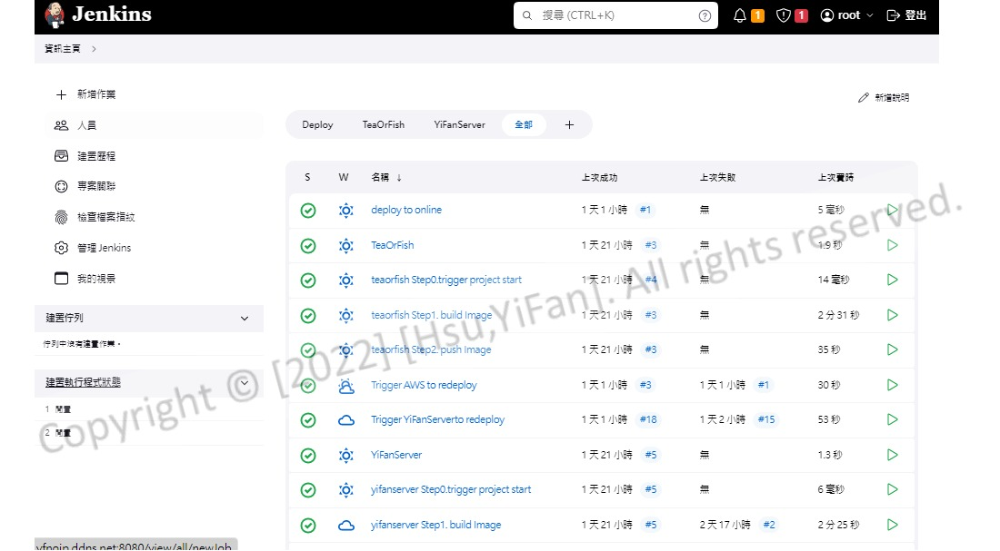 Jenkins
搜尋 (CTRL+K)
1
1
root
登出
資訊主頁
新增作業
人員
建置歷程
專案關聯
檢查檔案指紋
管理 Jenkins
我的視景
建置佇列
佇列中沒有建置作業。
建置執行程式狀態
1 閒置
2 閒置
新增說明
Deploy TeaOrFish YiFanServer 全部 +
S W 名稱 ↓ 上次成功 上次失敗 上次費時
deploy to online 1 天 1 小時 #1 無 5 毫秒
TeaOrFish 1 天 21 小時 #3 無 1.9 秒
teaorfish Step0.trigger project start 1 天 21 小時 #4 無 14 毫秒
teaorfish Step1. build Image 1 天 21 小時 #3 無 2 分 31 秒
teaorfish Step2. push Image 1 天 21 小時 #3 無 35 秒
Trigger AWS to redeploy 1 天 1 小時 #3 1 天 1 小時 #1 30 秒
Trigger YiFanServerto redeploy 1 天 1 小時 #18 1 天 2 小時 #15 53 秒
YiFanServer 1 天 21 小時 #5 無 1.3 秒
yifanserver Step0.trigger project start 1 天 21 小時 #5 無 6 毫秒
yifanserver Step1. build Image 1 天 21 小時 #5 2 天 17 小時 #2 2 分 25 秒
Copyright © [2022] [Hsu,YiFan]. All rights reserved.